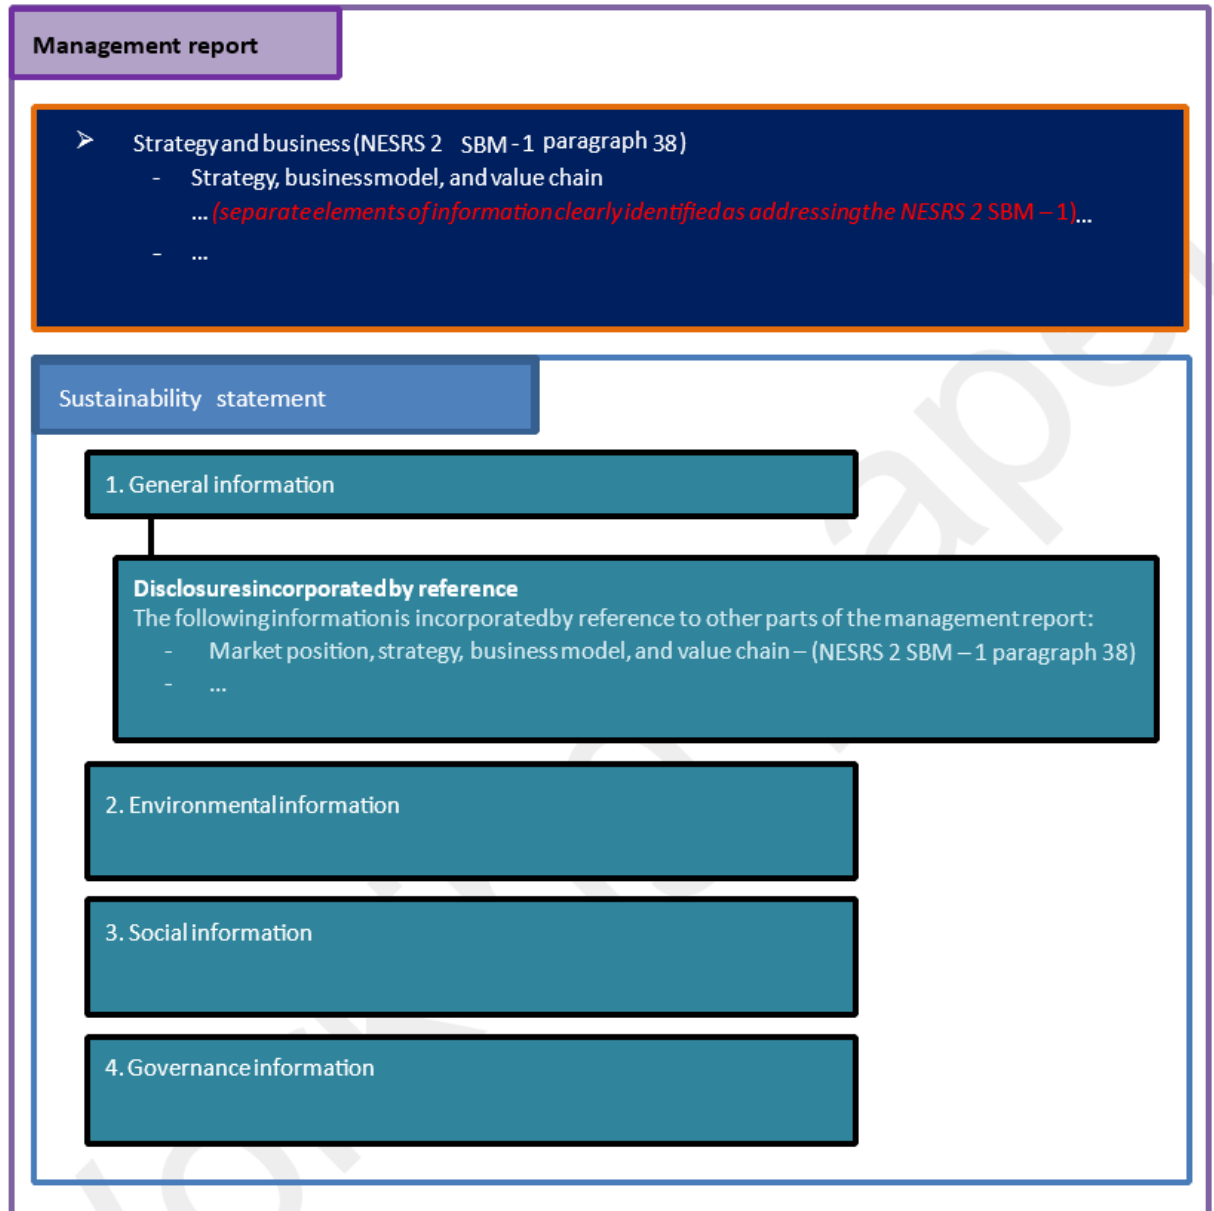 Management report
➢ Strategy and business (NESRS 2 SBM - 1 paragraph 38)
- Strategy, business model, and value chain
... (separate elements of information clearly identified as addressing the NESRS 2 SBM – 1)...
- ...
Sustainability statement
1. General information
Disclosures incorporated by reference
The following information is incorporated by reference to other parts of the management report:
- Market position, strategy, business model, and value chain – (NESRS 2 SBM – 1 paragraph 38)
- ...
2. Environmental information
3. Social information
4. Governance information